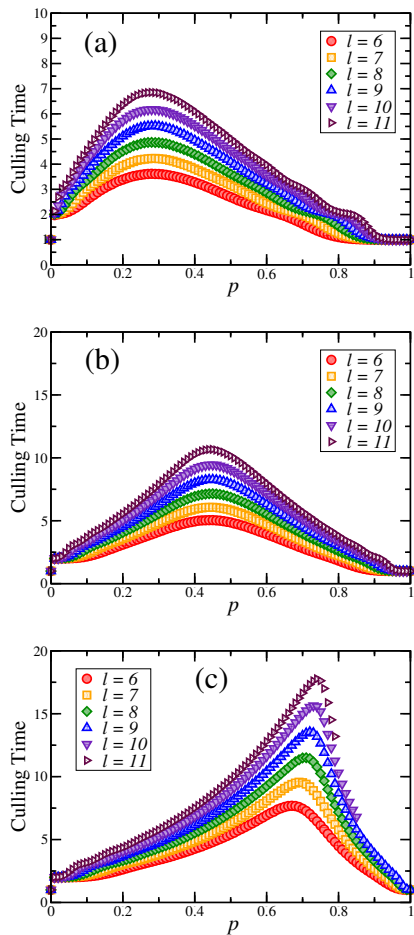 (a)
Culling Time
10
9
8
7
6
5
4
3
2
1
0
l = 6
l = 7
l = 8
l = 9
l = 10
l = 11
0 0.2 0.4 0.6 0.8 1
p
(b)
Culling Time
20
15
10
5
0
l = 6
l = 7
l = 8
l = 9
l = 10
l = 11
0 0.2 0.4 0.6 0.8 1
p
(c)
Culling Time
20
15
10
5
0
l = 6
l = 7
l = 8
l = 9
l = 10
l = 11
0 0.2 0.4 0.6 0.8 1
p